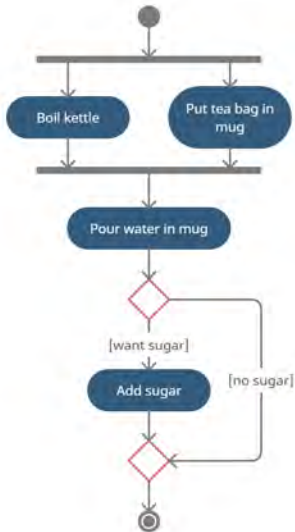 Boil kettle
Put tea bag in
mug
Pour water in mug
[want sugar]
[no sugar]
Add sugar